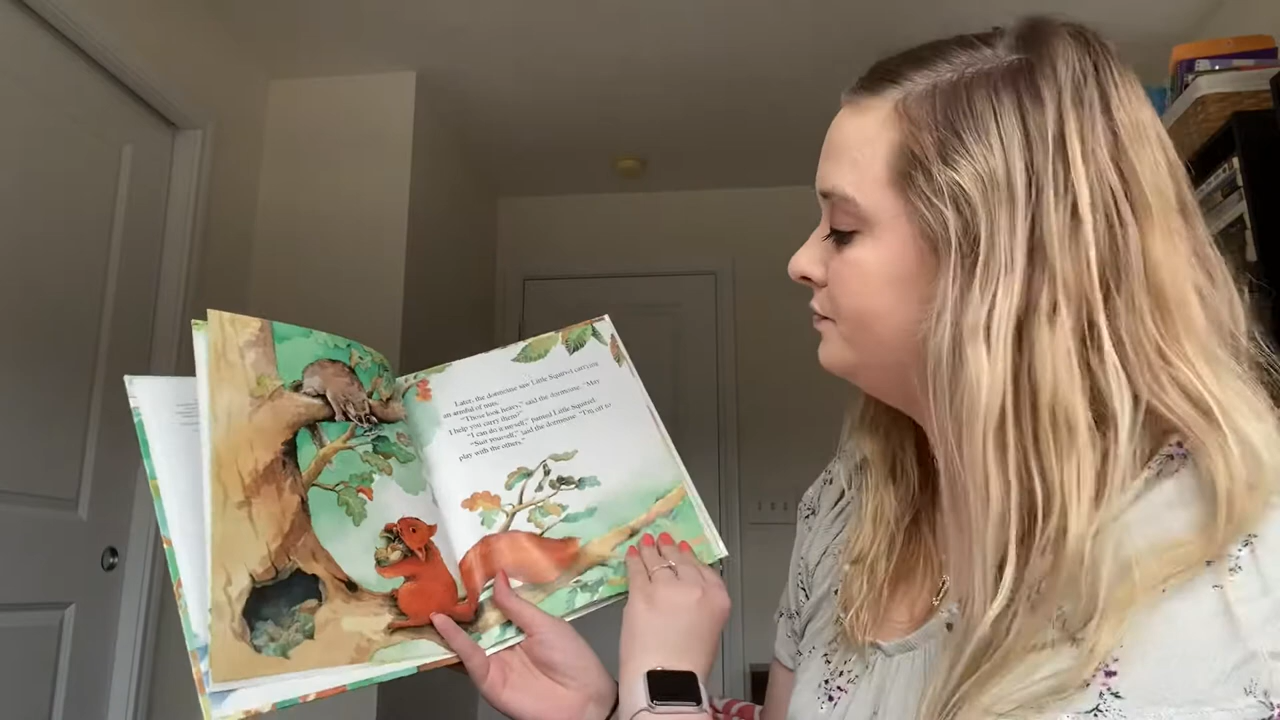 Later, the dormouse saw Little Squirrel carrying
an armful of nuts.
"Those look heavy," said the dormouse. "May
I help you carry them?"
"I can do it myself," panted Little Squirrel.
"Suit yourself," said the dormouse. "I'm off to
play with the others."